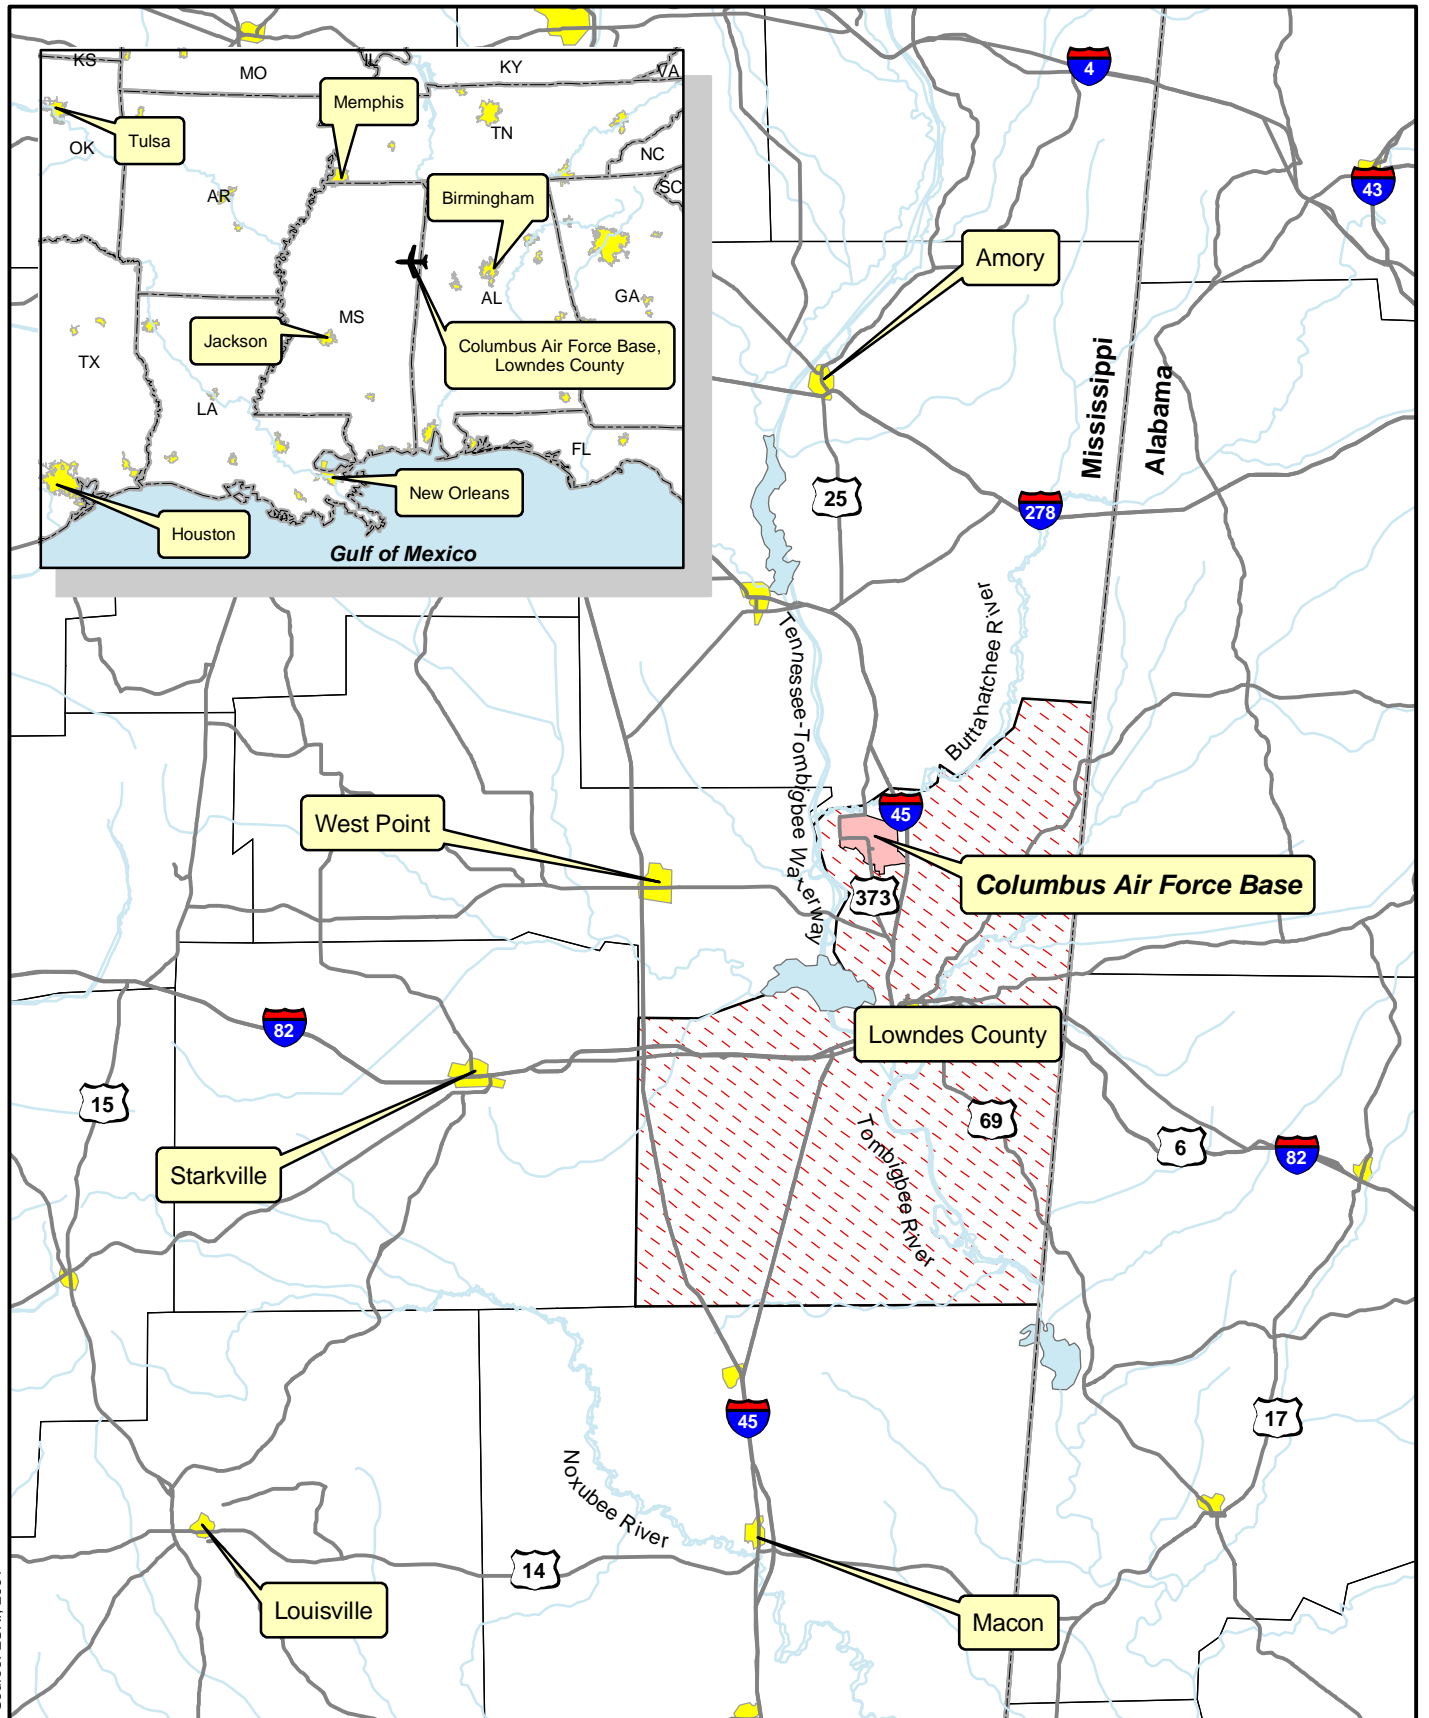 KS
MO
IL
KY
VA
Memphis
TN
Tulsa
OK
NC
SC
AR
Birmingham
AL
GA
MS
Jackson
Columbus Air Force Base,
Lowndes County
TX
LA
FL
New Orleans
Houston
Gulf of Mexico
4
43
Amory
Mississippi
Alabama
25
278
Tennessee-Tombigbee Waterway
Buttahatchee River
45
West Point
373
Columbus Air Force Base
82
Lowndes County
15
69
6
82
Starkville
Tombigbee River
45
17
Noxubee River
14
Louisville
Macon